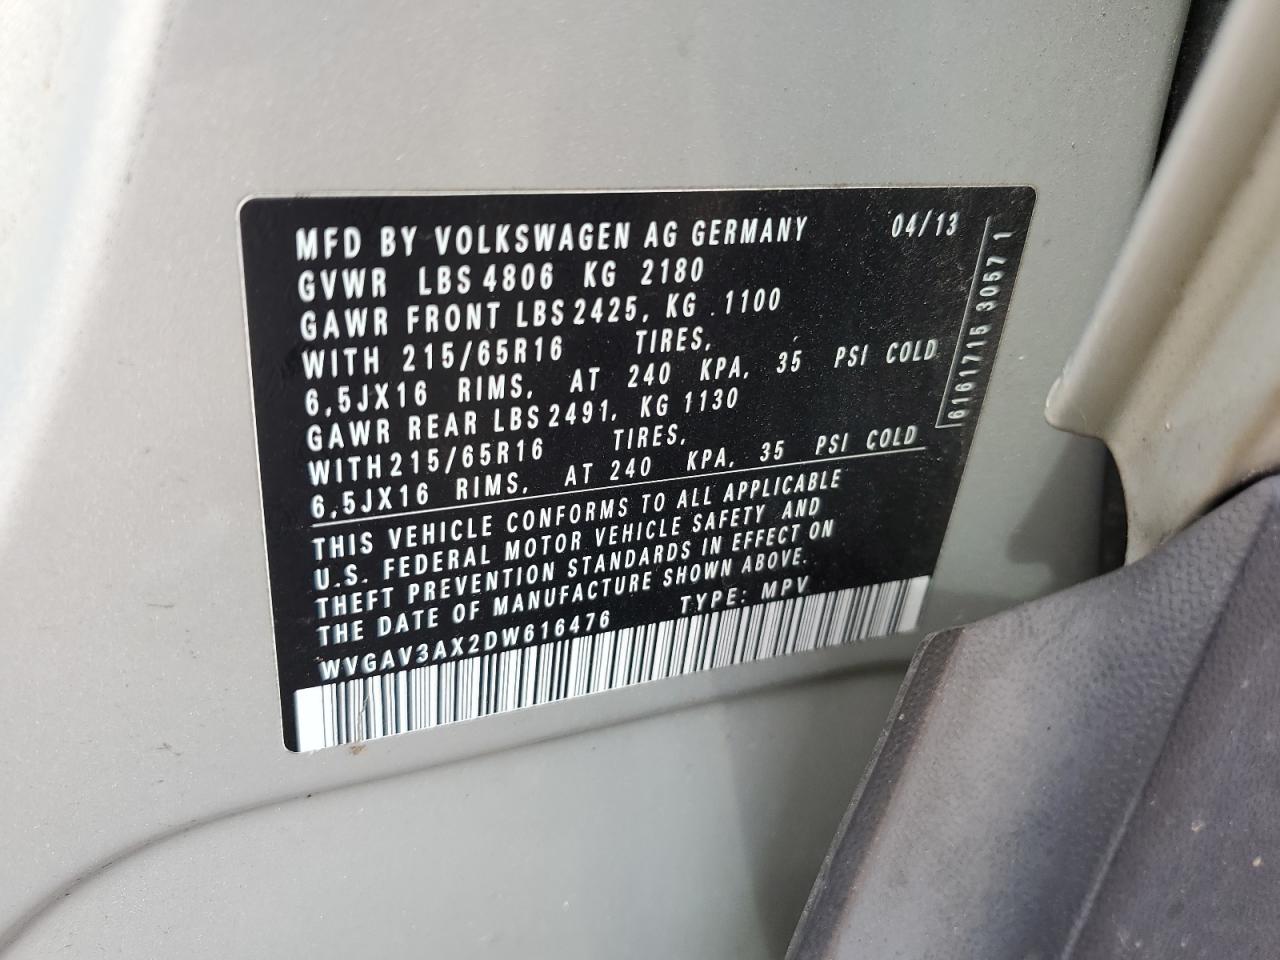 MFD BY VOLKSWAGEN AG GERMANY 04/13
GVWR LBS 4806 KG 2180
GAWR FRONT LBS 2425, KG .1100
WITH 215/65R16 TIRES,
6,5JX16 RIMS, AT 240 KPA, 35 PSI COLD
GAWR REAR LBS 2491, KG 1130
WITH 215/65R16 TIRES,
6,5JX16 RIMS, AT 240 KPA, 35 PSI COLD
THIS VEHICLE CONFORMS TO ALL APPLICABLE
U.S. FEDERAL MOTOR VEHICLE SAFETY AND
THEFT PREVENTION STANDARDS IN EFFECT ON
THE DATE OF MANUFACTURE SHOWN ABOVE.
WVGAV3AX2DW616476 TYPE: MPV
6161715 3057 1